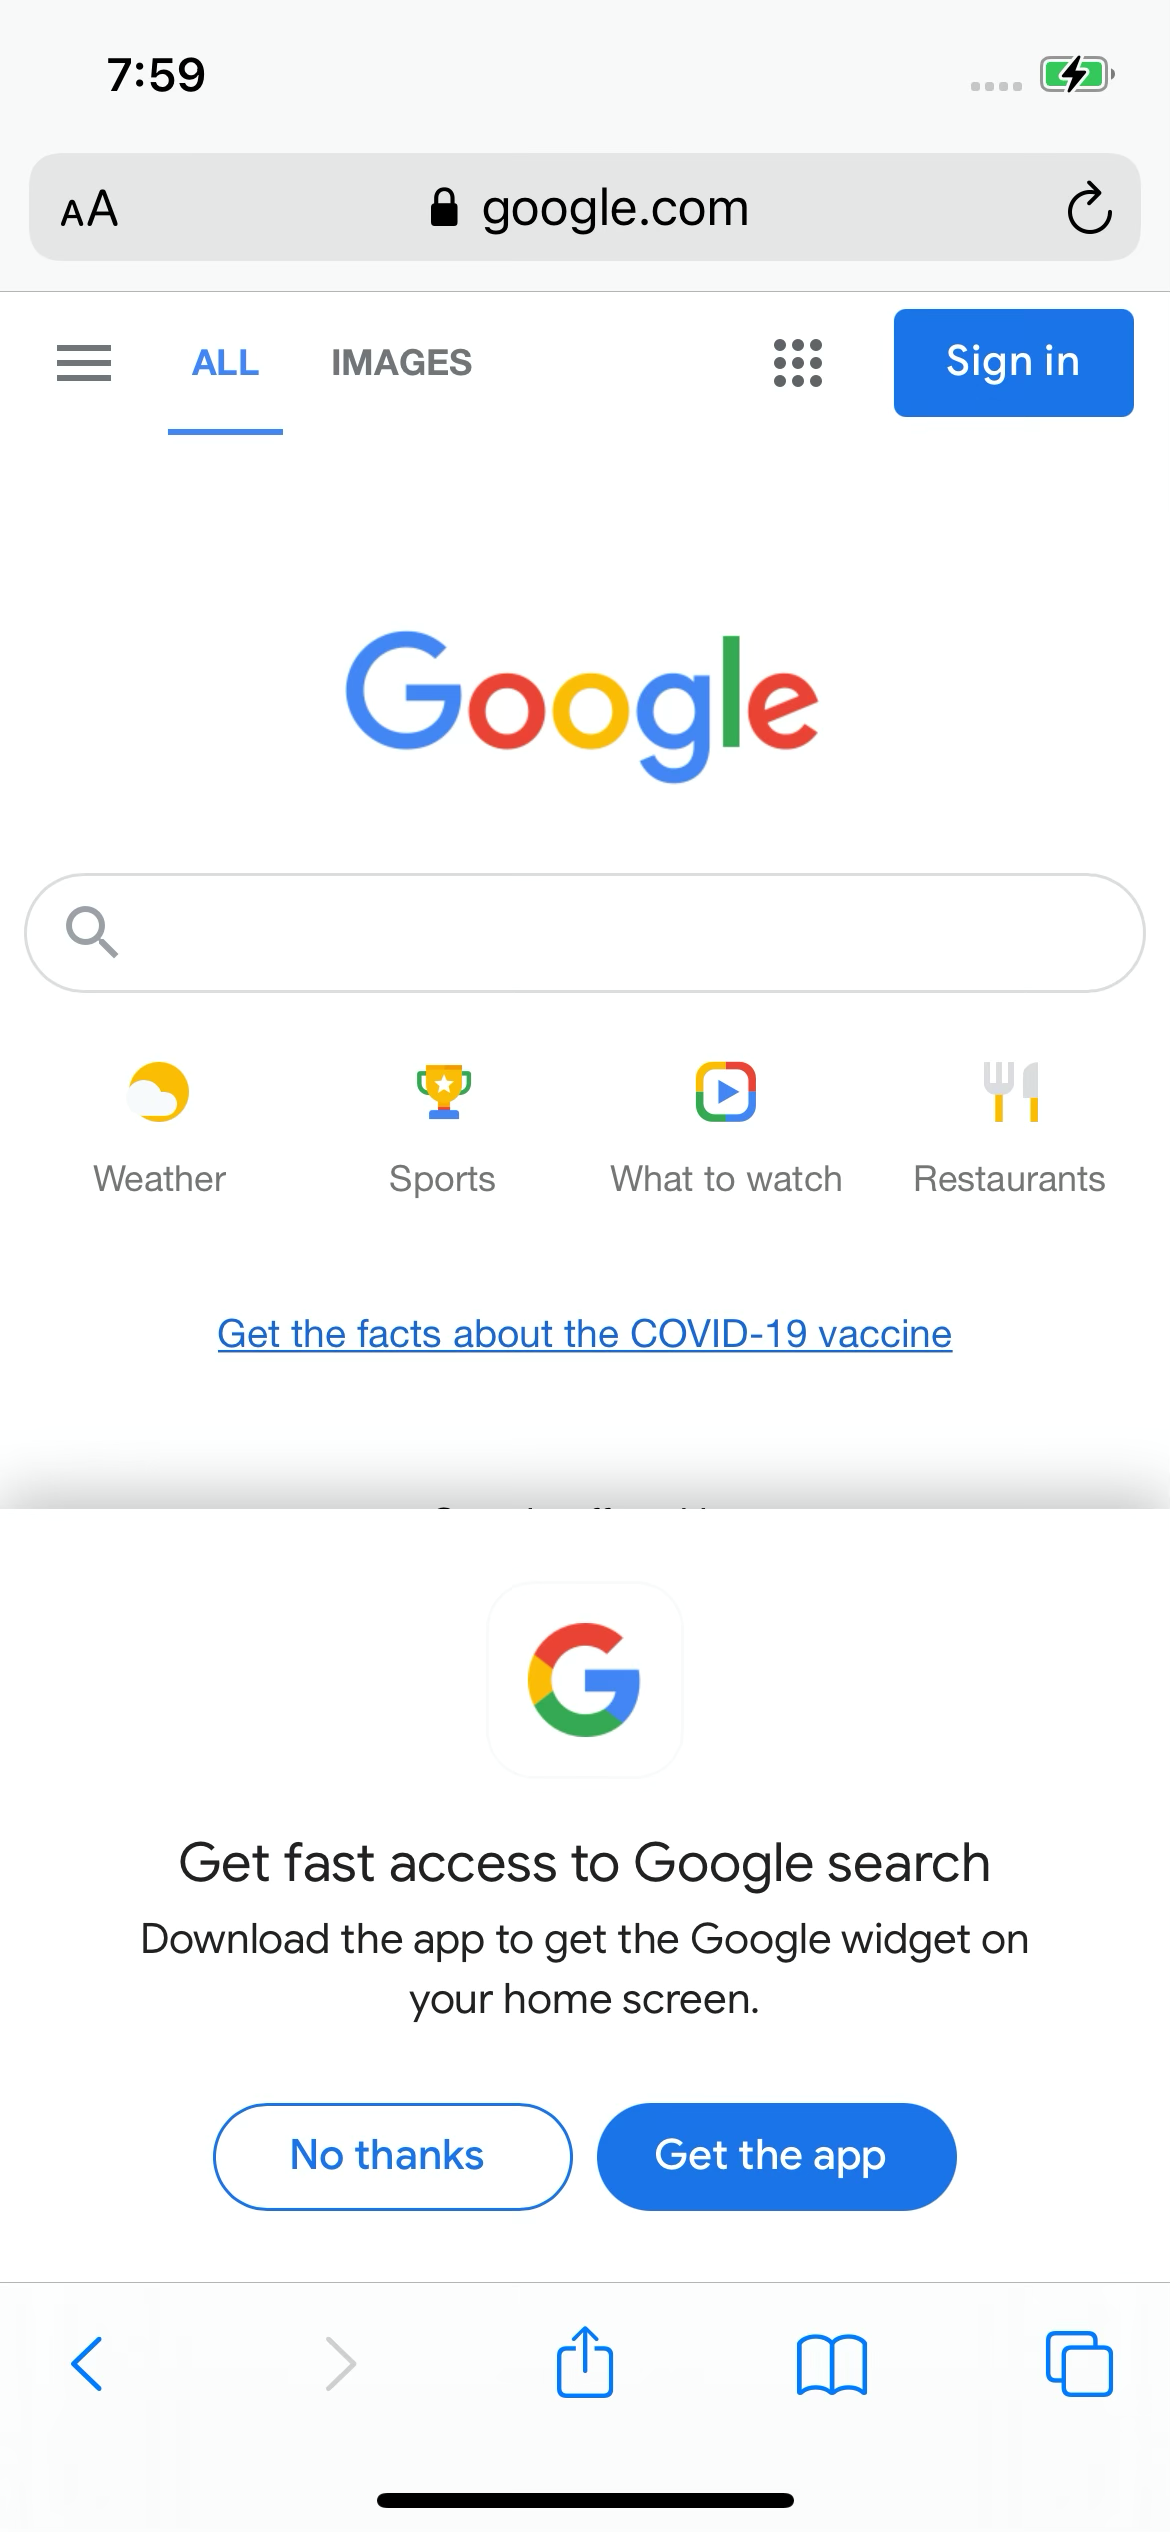 7:59
AA google.com
ALL IMAGES Sign in
Google
Weather Sports What to watch Restaurants
Get the facts about the COVID-19 vaccine
G
Get fast access to Google search
Download the app to get the Google widget on
your home screen.
No thanks Get the app